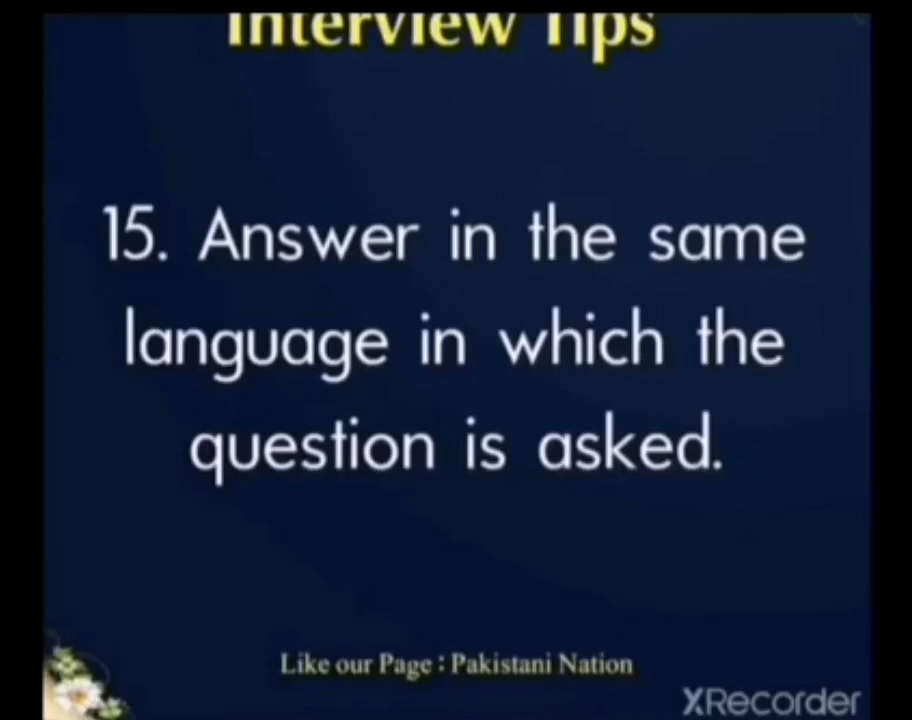 Interview Tips
15. Answer in the same
language in which the
question is asked.
Like our Page : Pakistani Nation
XRecorder